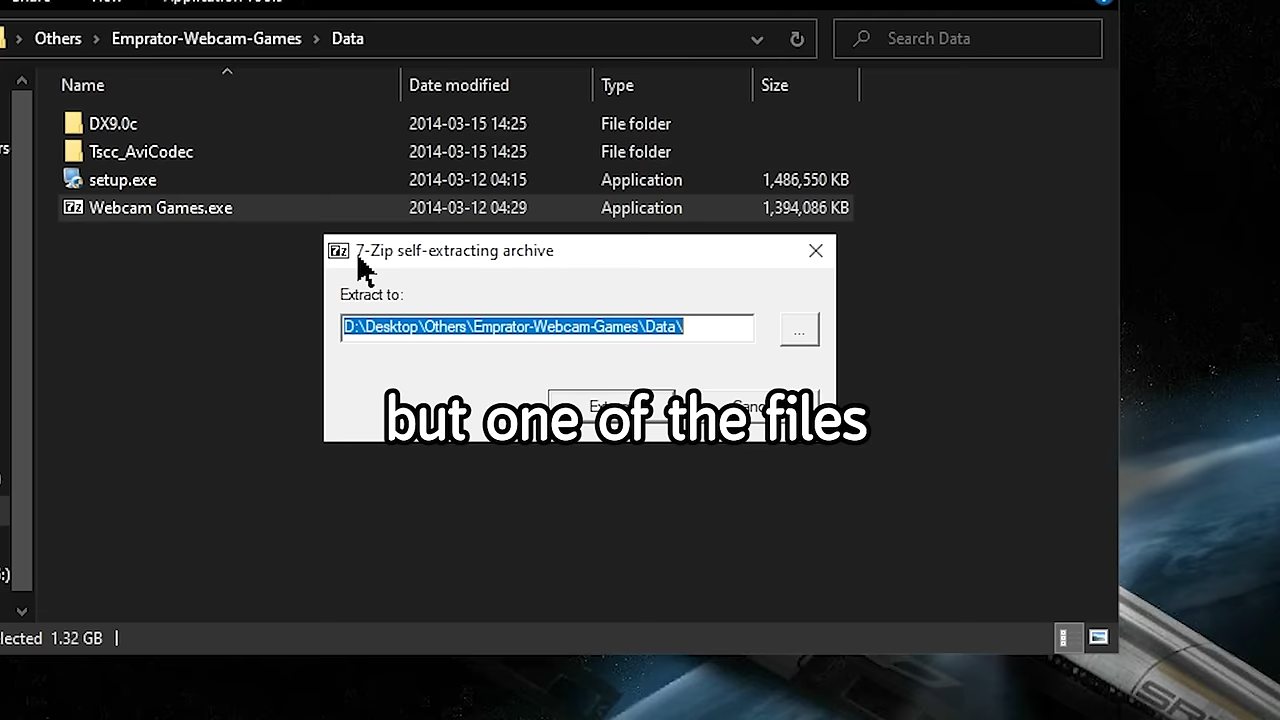 Others > Emprator-Webcam-Games > Data
Search Data
Name Date modified Type Size
DX9.0c 2014-03-15 14:25 File folder
Tscc_AviCodec 2014-03-15 14:25 File folder
setup.exe 2014-03-12 04:15 Application 1,486,550 KB
7z Webcam Games.exe 2014-03-12 04:29 Application 1,394,086 KB
7z 7-Zip self-extracting archive
Extract to:
D:\Desktop\Others\Emprator-Webcam-Games\Data\
...
but one of the files
lected 1.32 GB